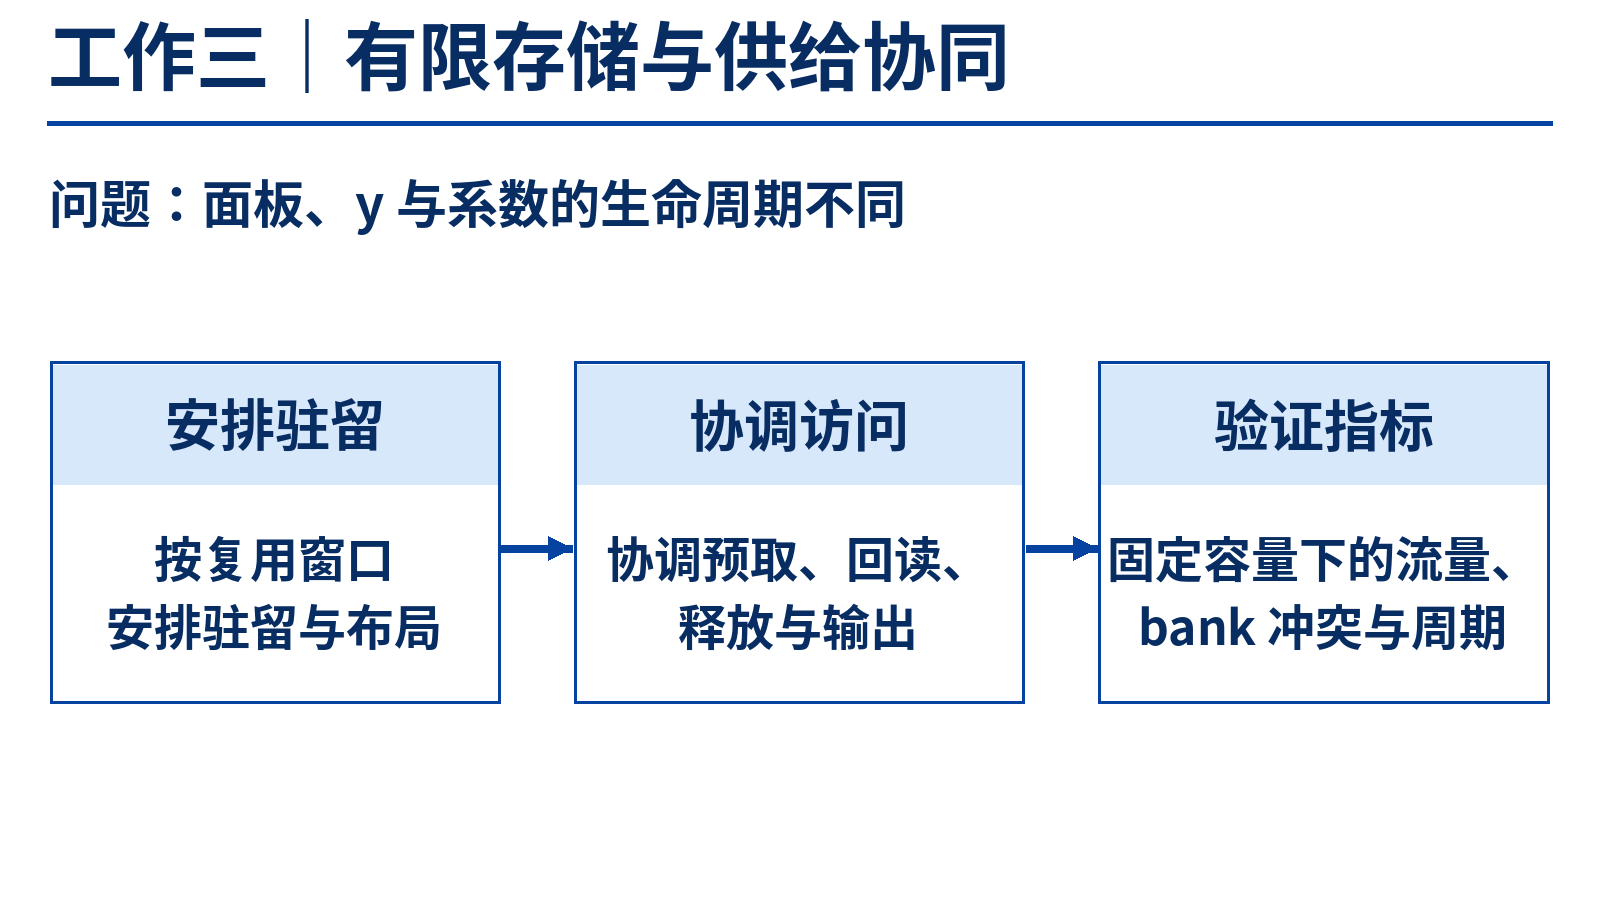 工作三｜有限存储与供给协同
问题：面板、y 与系数的生命周期不同
安排驻留
按复用窗口
安排驻留与布局
协调访问
协调预取、回读、
释放与输出
验证指标
固定容量下的流量、
bank 冲突与周期